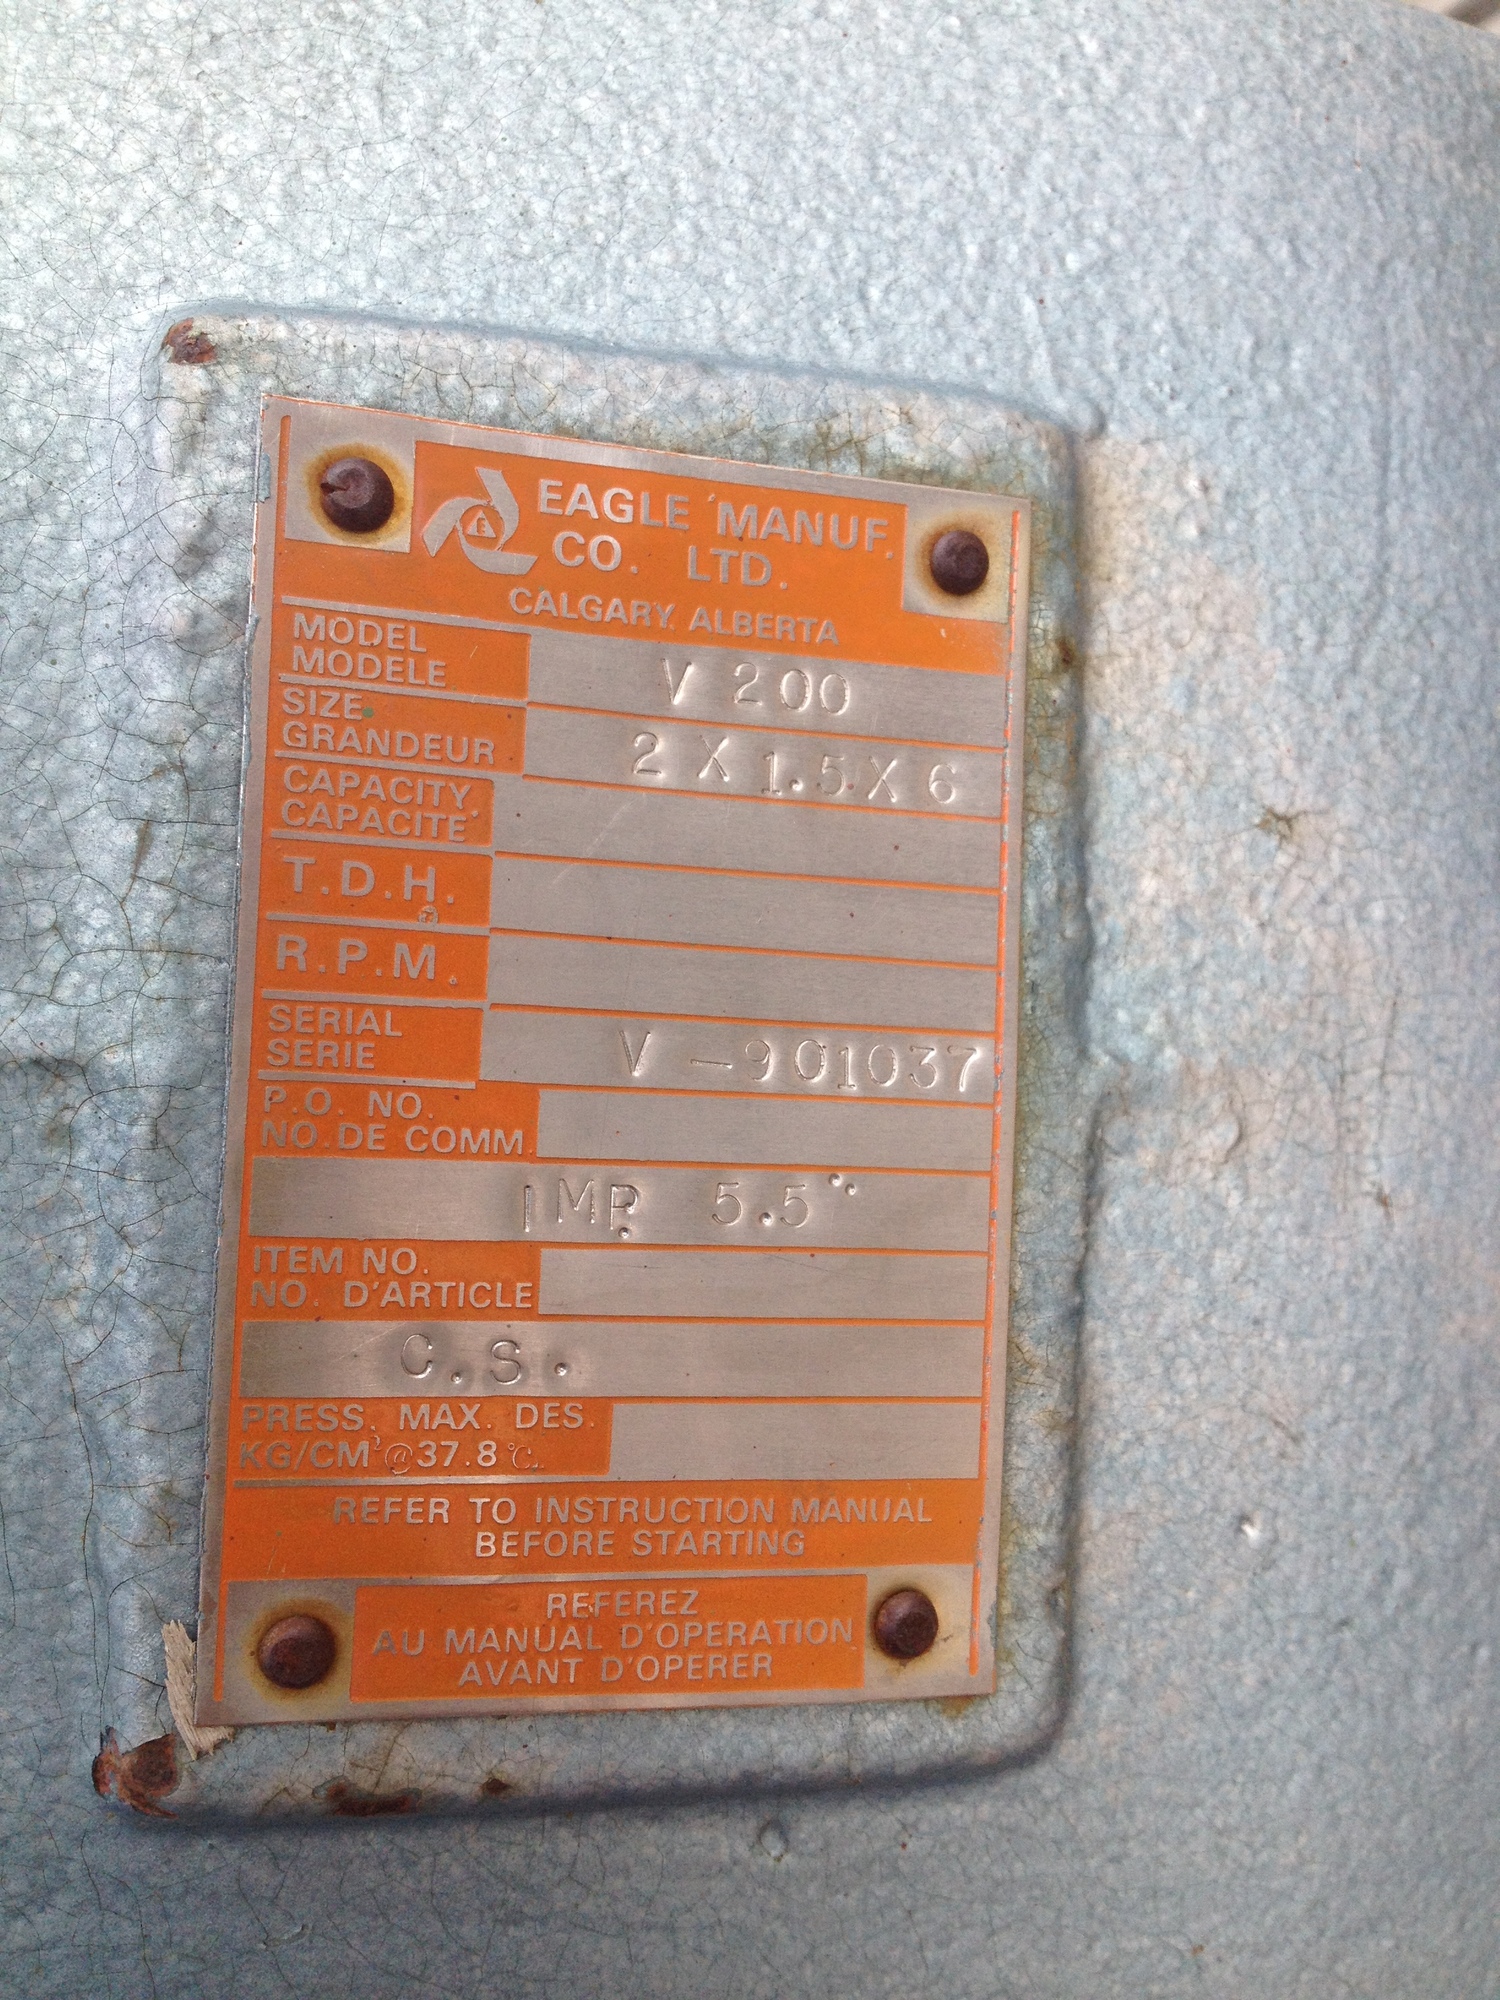 EAGLE MANUF.
CO. LTD.
CALGARY, ALBERTA
MODEL
MODELE
V 200
SIZE
GRANDEUR
2 X 1.5 X 6
CAPACITY
CAPACITE
T.D.H.
R.P.M.
SERIAL
SERIE
V - 901037
P.O. NO.
NO. DE COMM.
IMP. 5.5"
ITEM NO.
NO. D'ARTICLE
C.S.
PRESS. MAX. DES.
KG/CM² @ 37.8 °C.
REFER TO INSTRUCTION MANUAL
BEFORE STARTING
REFEREZ
AU MANUAL D'OPERATION
AVANT D'OPERER